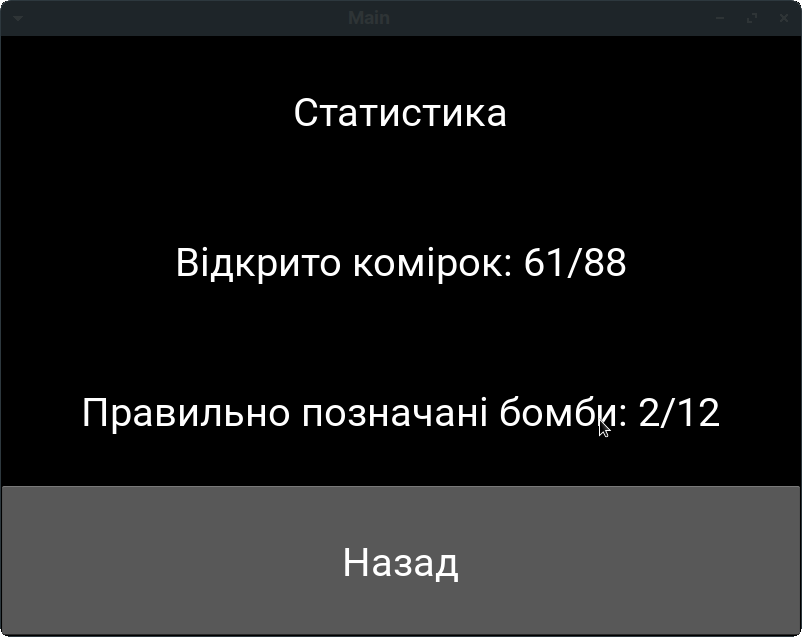 Main
Статистика
Відкрито комірок: 61/88
Правильно позначані бомби: 2/12
Назад